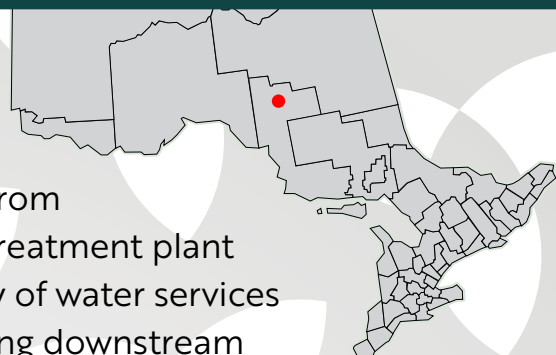 rom
reatment plant
of water services
ng downstream